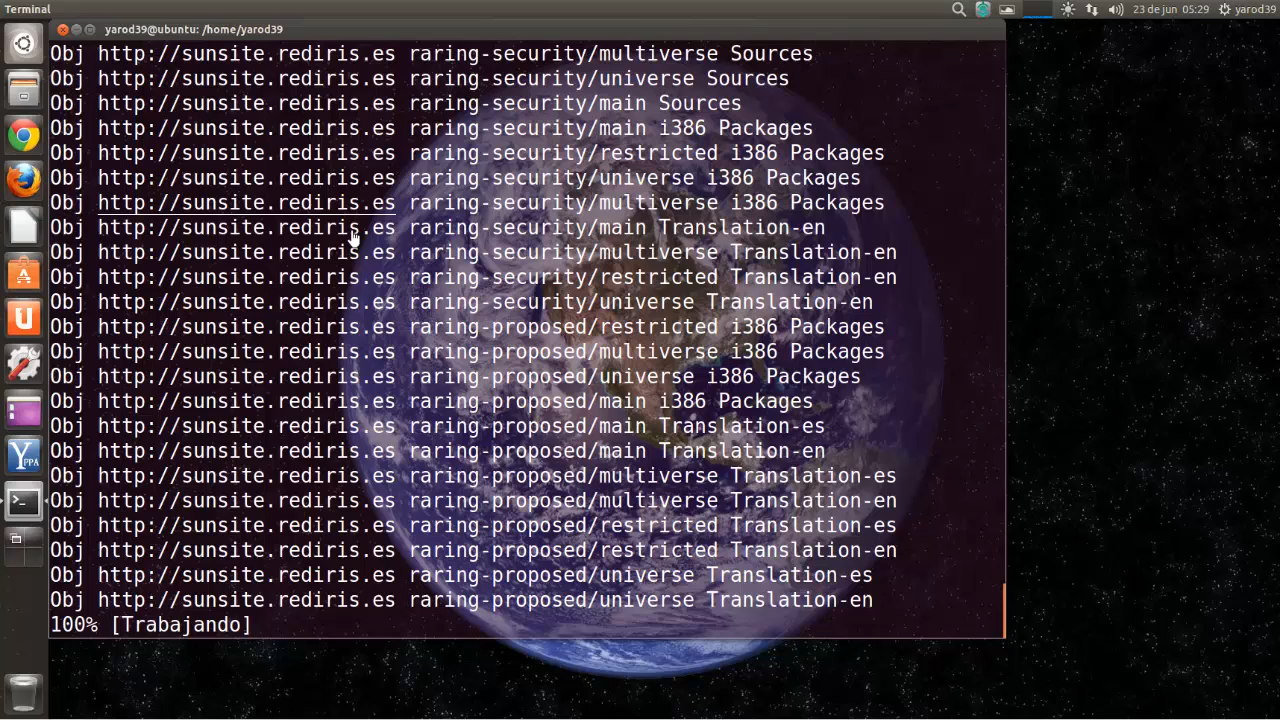 Terminal
23 de jun 05:29
yarod39
yarod39@ubuntu: /home/yarod39
Obj http://sunsite.rediris.es raring-security/multiverse Sources
Obj http://sunsite.rediris.es raring-security/universe Sources
Obj http://sunsite.rediris.es raring-security/main Sources
Obj http://sunsite.rediris.es raring-security/main i386 Packages
Obj http://sunsite.rediris.es raring-security/restricted i386 Packages
Obj http://sunsite.rediris.es raring-security/universe i386 Packages
Obj http://sunsite.rediris.es raring-security/multiverse i386 Packages
Obj http://sunsite.rediris.es raring-security/main Translation-en
Obj http://sunsite.rediris.es raring-security/multiverse Translation-en
Obj http://sunsite.rediris.es raring-security/restricted Translation-en
Obj http://sunsite.rediris.es raring-security/universe Translation-en
Obj http://sunsite.rediris.es raring-proposed/restricted i386 Packages
Obj http://sunsite.rediris.es raring-proposed/multiverse i386 Packages
Obj http://sunsite.rediris.es raring-proposed/universe i386 Packages
Obj http://sunsite.rediris.es raring-proposed/main i386 Packages
Obj http://sunsite.rediris.es raring-proposed/main Translation-es
Obj http://sunsite.rediris.es raring-proposed/main Translation-en
Obj http://sunsite.rediris.es raring-proposed/multiverse Translation-es
Obj http://sunsite.rediris.es raring-proposed/multiverse Translation-en
Obj http://sunsite.rediris.es raring-proposed/restricted Translation-es
Obj http://sunsite.rediris.es raring-proposed/restricted Translation-en
Obj http://sunsite.rediris.es raring-proposed/universe Translation-es
Obj http://sunsite.rediris.es raring-proposed/universe Translation-en
100% [Trabajando]
YPPA